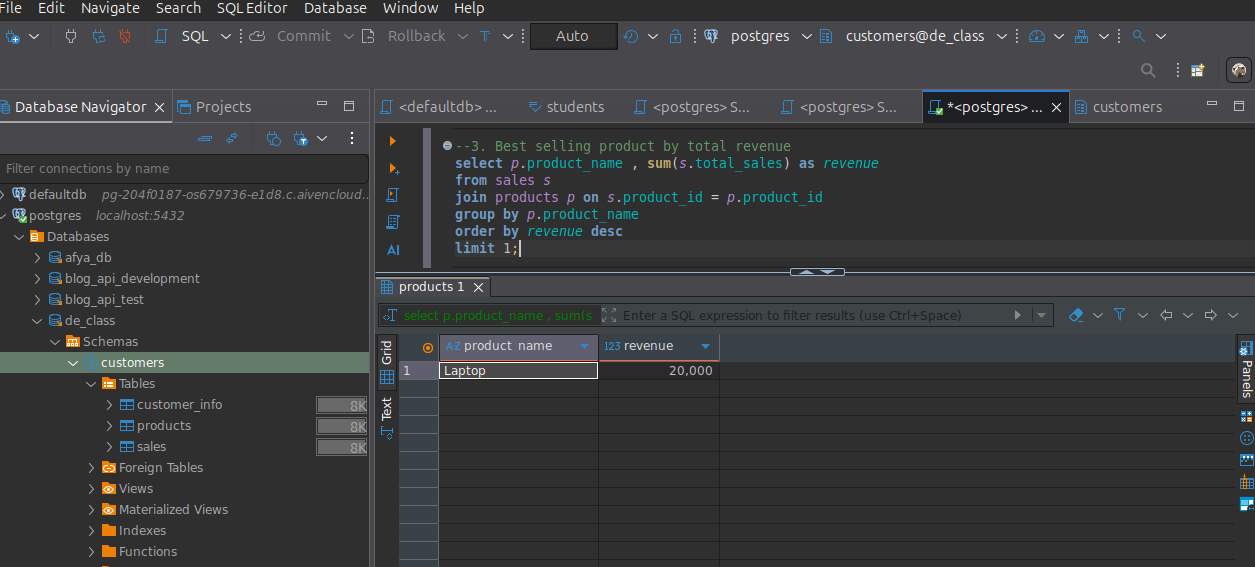 File Edit Navigate Search SQL Editor Database Window Help
SQL Commit Rollback T Auto postgres customers@de_class
Database Navigator Projects
<defaultdb> ... students <postgres> S... <postgres> S... *<postgres> ... customers
Filter connections by name
defaultdb pg-204f0187-os679736-e1d8.c.aivencloud...
postgres localhost:5432
Databases
afya_db
blog_api_development
blog_api_test
de_class
Schemas
customers
Tables
customer_info 8K
products 8K
sales 8K
Foreign Tables
Views
Materialized Views
Indexes
Functions
AI
--3. Best selling product by total revenue
select p.product_name , sum(s.total_sales) as revenue
from sales s
join products p on s.product_id = p.product_id
group by p.product_name
order by revenue desc
limit 1;
products 1
T select p.product_name , sum(s Enter a SQL expression to filter results (use Ctrl+Space)
Grid
Text
A-Z product_name 123 revenue
1 Laptop 20,000
Panels